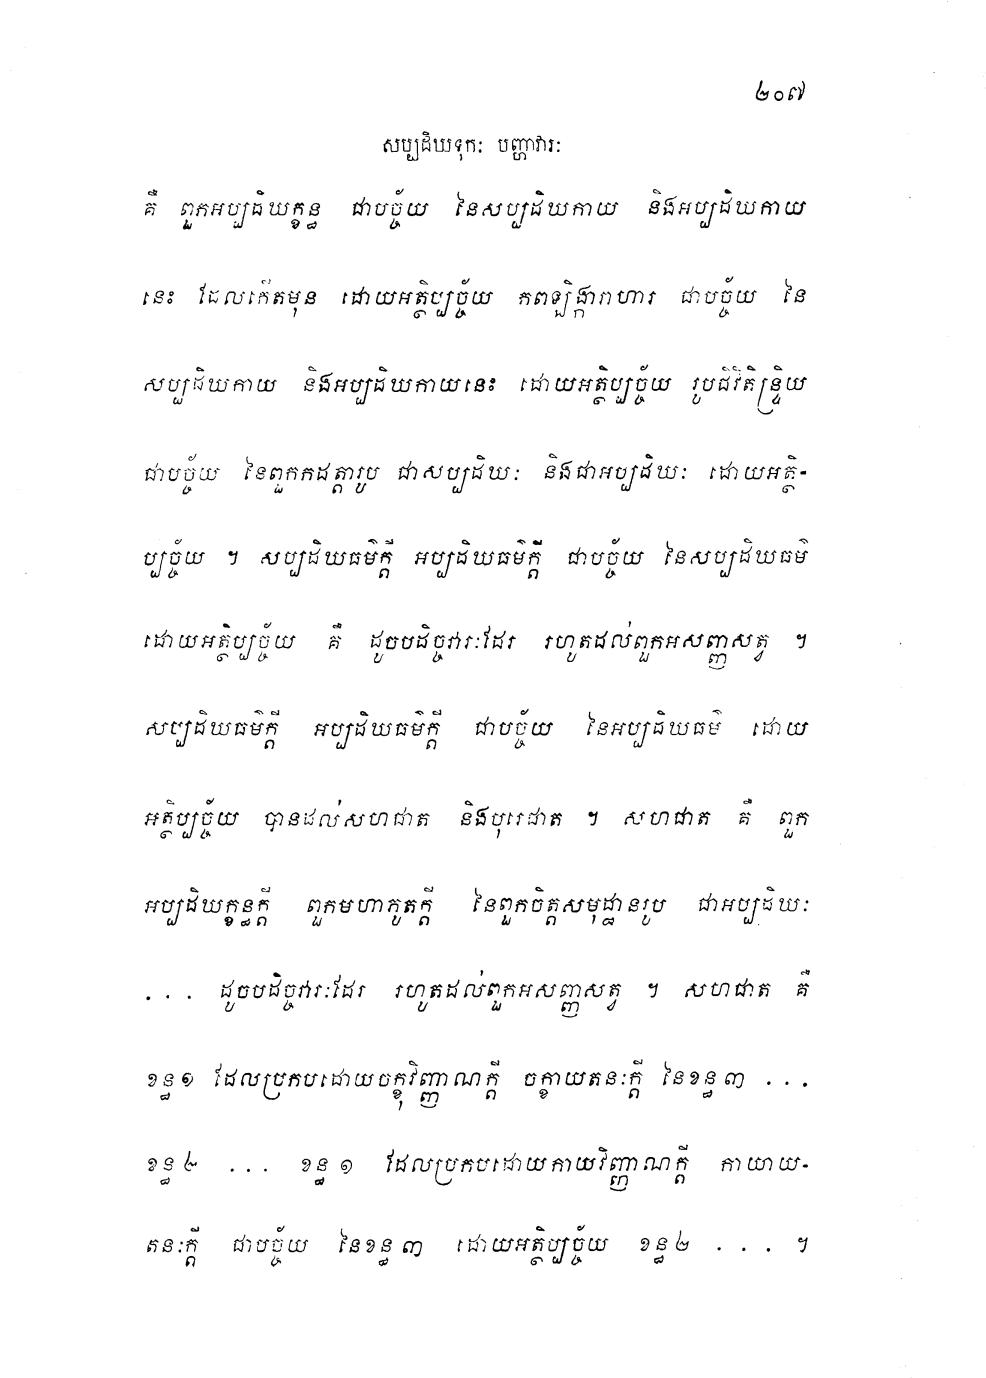 ២០៧
សប្បដិឃទុកៈ បញ្ហាវារៈ
គឺ ពួកអប្បដិឃក្ខន្ធ ជាបច្ច័យ នៃសប្បដិឃកាយ និងអប្បដិឃកាយ
នេះ ដែលកើតមុន ដោយអត្ថិប្បច្ច័យ កពឡិង្ការាហារ ជាបច្ច័យ នៃ
សប្បដិឃកាយ និងអប្បដិឃកាយនេះ ដោយអត្ថិប្បច្ច័យ រូបជីវិតិន្ទ្រិយ
ជាបច្ច័យ នៃពួកកដត្តារូប ជាសប្បដិឃៈ និងជាអប្បដិឃៈ ដោយអត្ថិ-
ប្បច្ច័យ ។ សប្បដិឃធម៌ក្តី អប្បដិឃធម៌ក្តី ជាបច្ច័យ នៃសប្បដិឃធម៌
ដោយអត្ថិប្បច្ច័យ គឺ ដូចបដិច្ចវារៈដែរ រហូតដល់ពួកអសញ្ញសត្វ ។
សប្បដិឃធម៌ក្តី អប្បដិឃធម៌ក្តី ជាបច្ច័យ នៃអប្បដិឃធម៌ ដោយ
អត្ថិប្បច្ច័យ បានដល់សហជាត និងបុរេជាត ។ សហជាត គឺ ពួក
អប្បដិឃក្ខន្ធក្តី ពួកមហាភូតក្តី នៃពួកចិត្តសមុដ្ឋានរូប ជាអប្បដិឃៈ
... ដូចបដិច្ចវារៈដែរ រហូតដល់ពួកអសញ្ញសត្វ ។ សហជាត គឺ
ខន្ធ១ ដែលប្រកបដោយចក្ខុវិញ្ញាណក្តី ចក្ខាយតនៈក្តី នៃខន្ធ៣ ...
ខន្ធ២ ... ខន្ធ១ ដែលប្រកបដោយកាយវិញ្ញាណក្តី កាយាយ-
តនៈក្តី ជាបច្ច័យ នៃខន្ធ៣ ដោយអត្ថិប្បច្ច័យ ខន្ធ២ ... ។